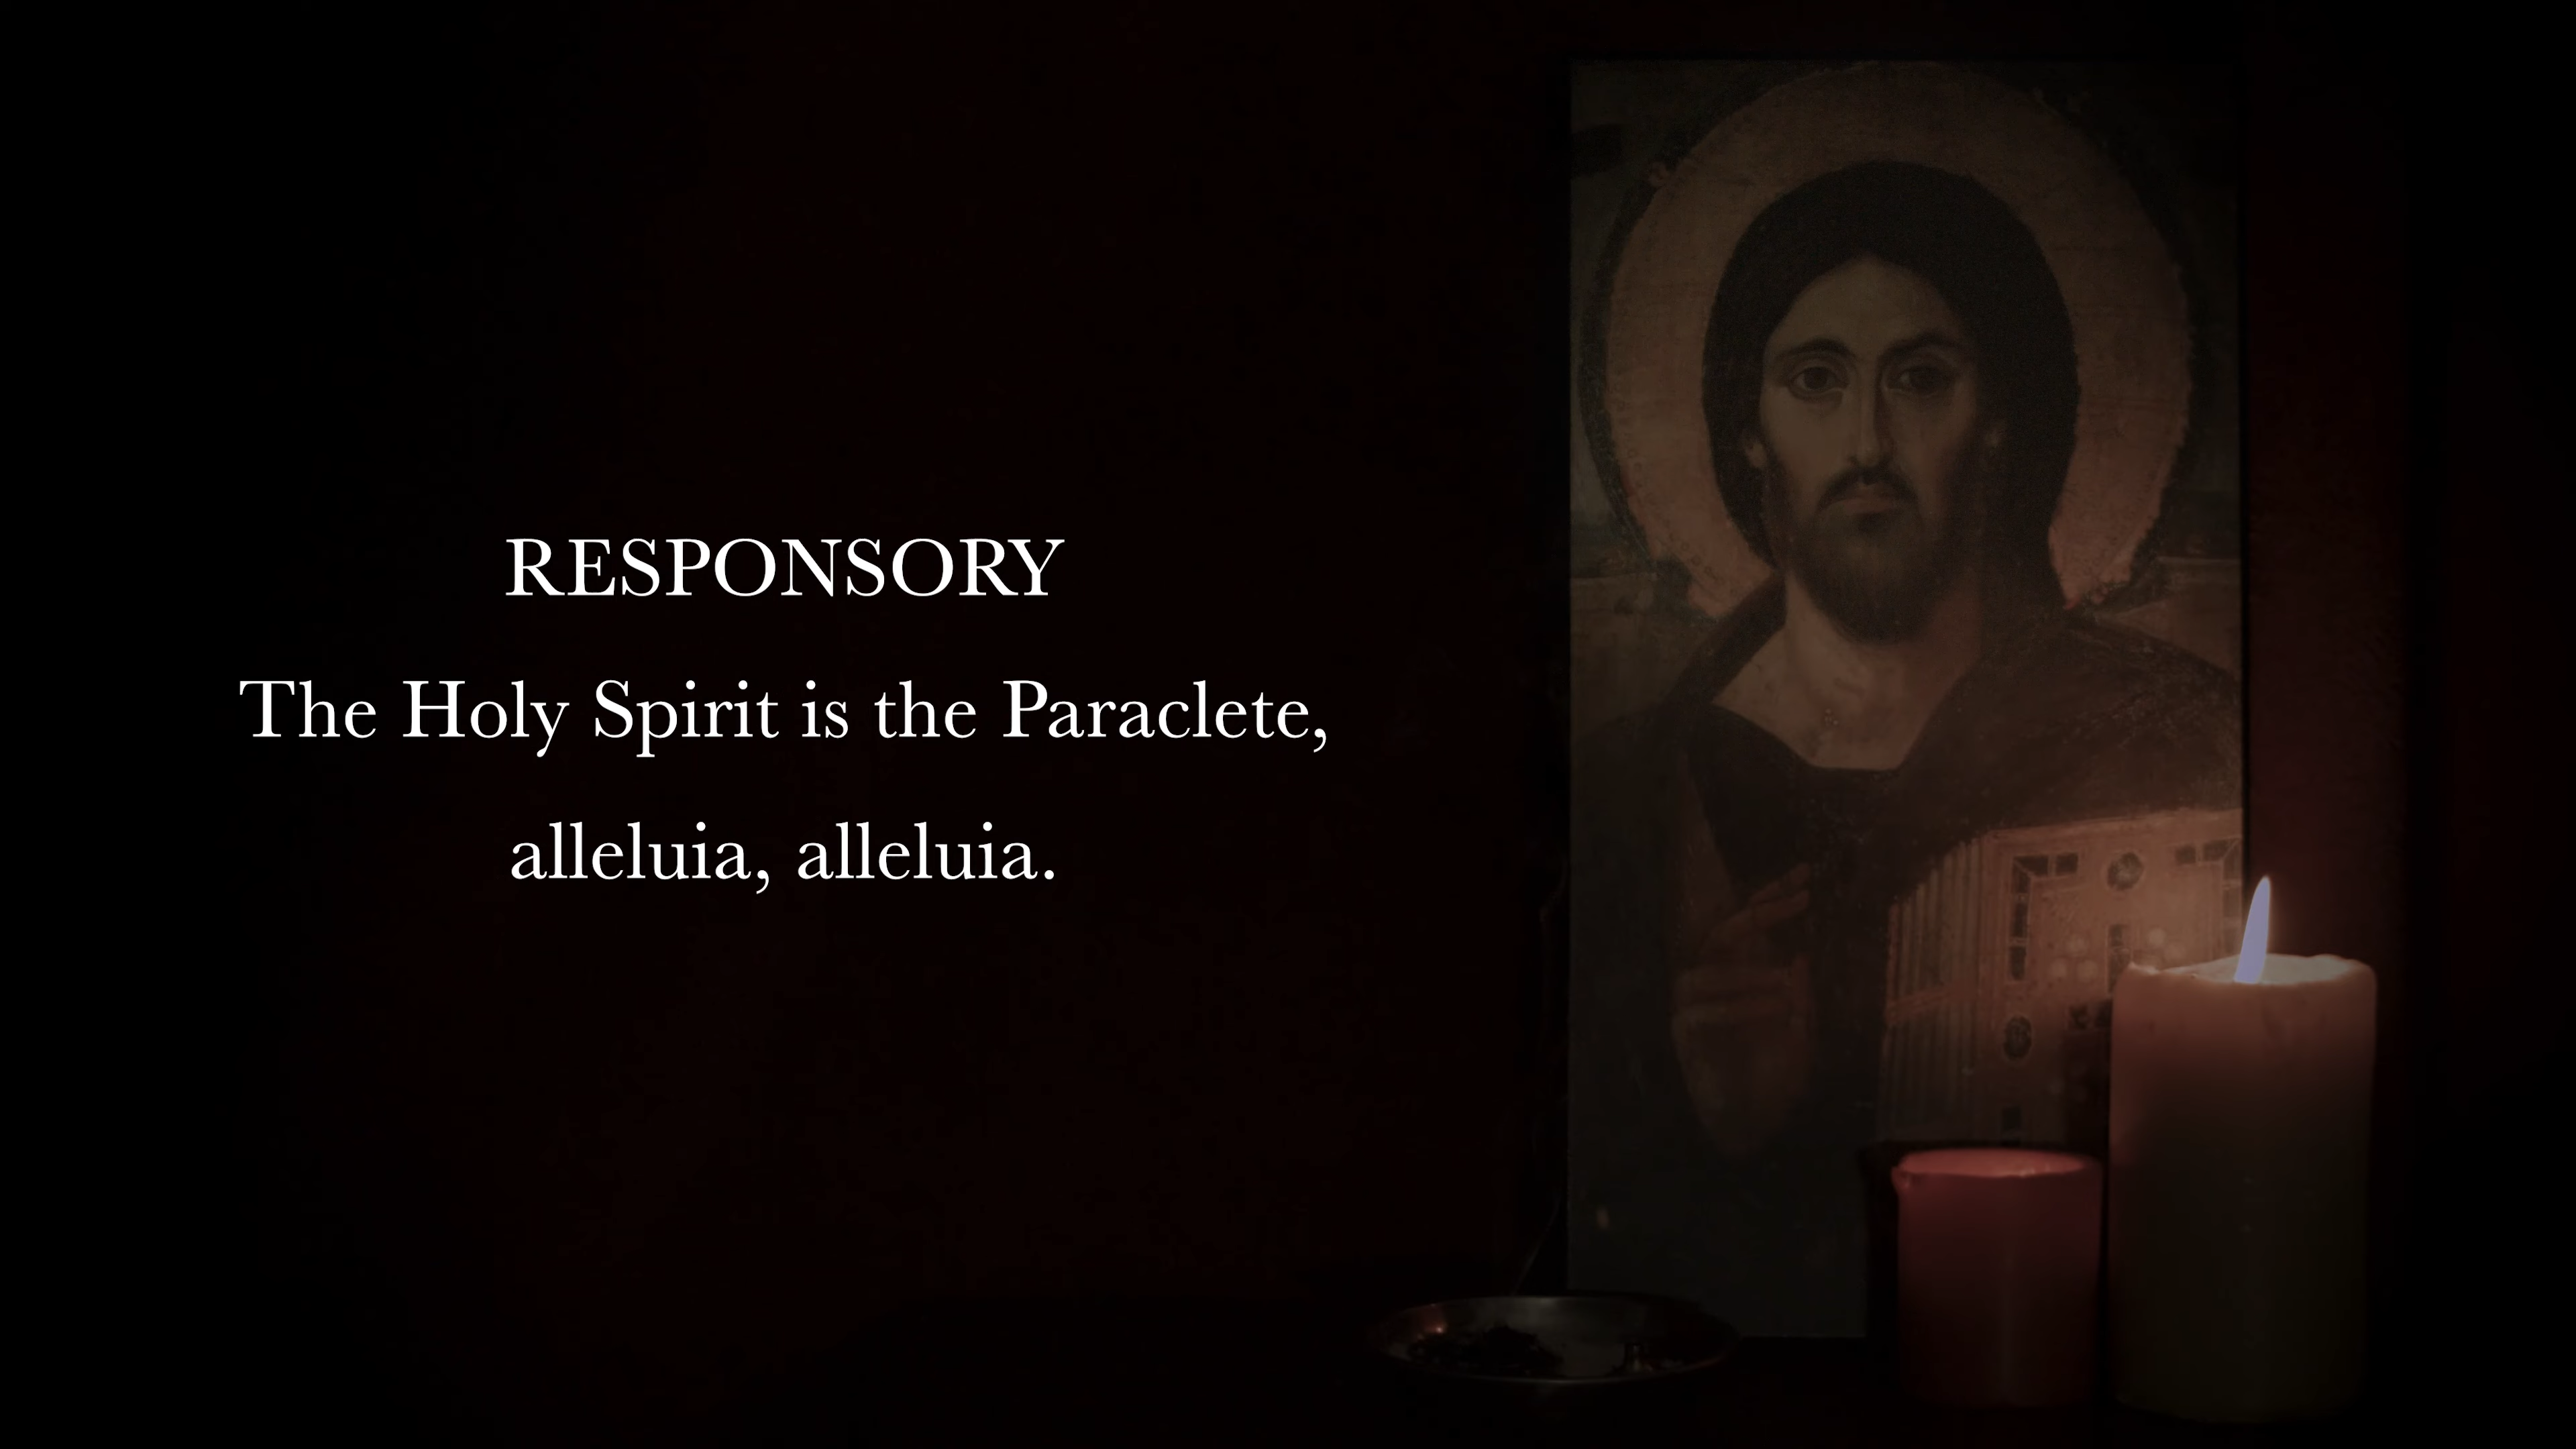 RESPONSORY
The Holy Spirit is the Paraclete,
alleluia, alleluia.